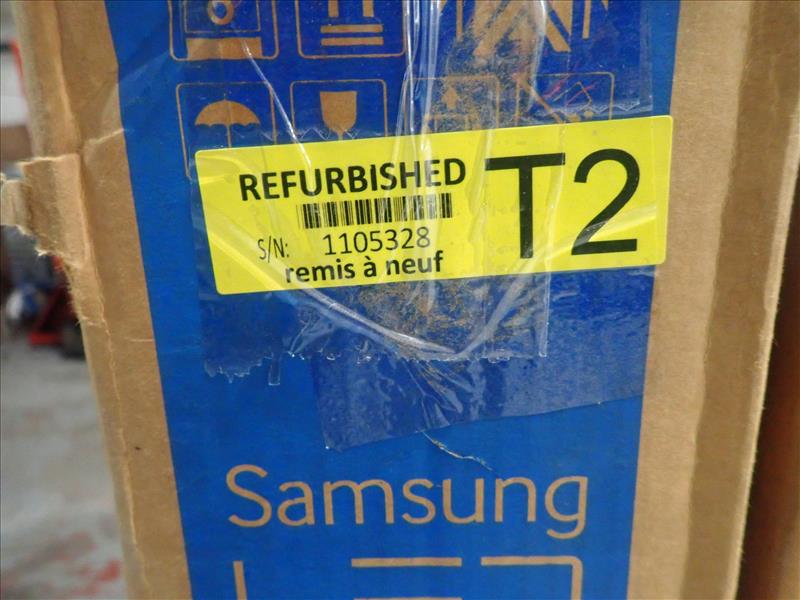 REFURBISHED
T2
S/N: 1105328
remis à neuf
Samsung